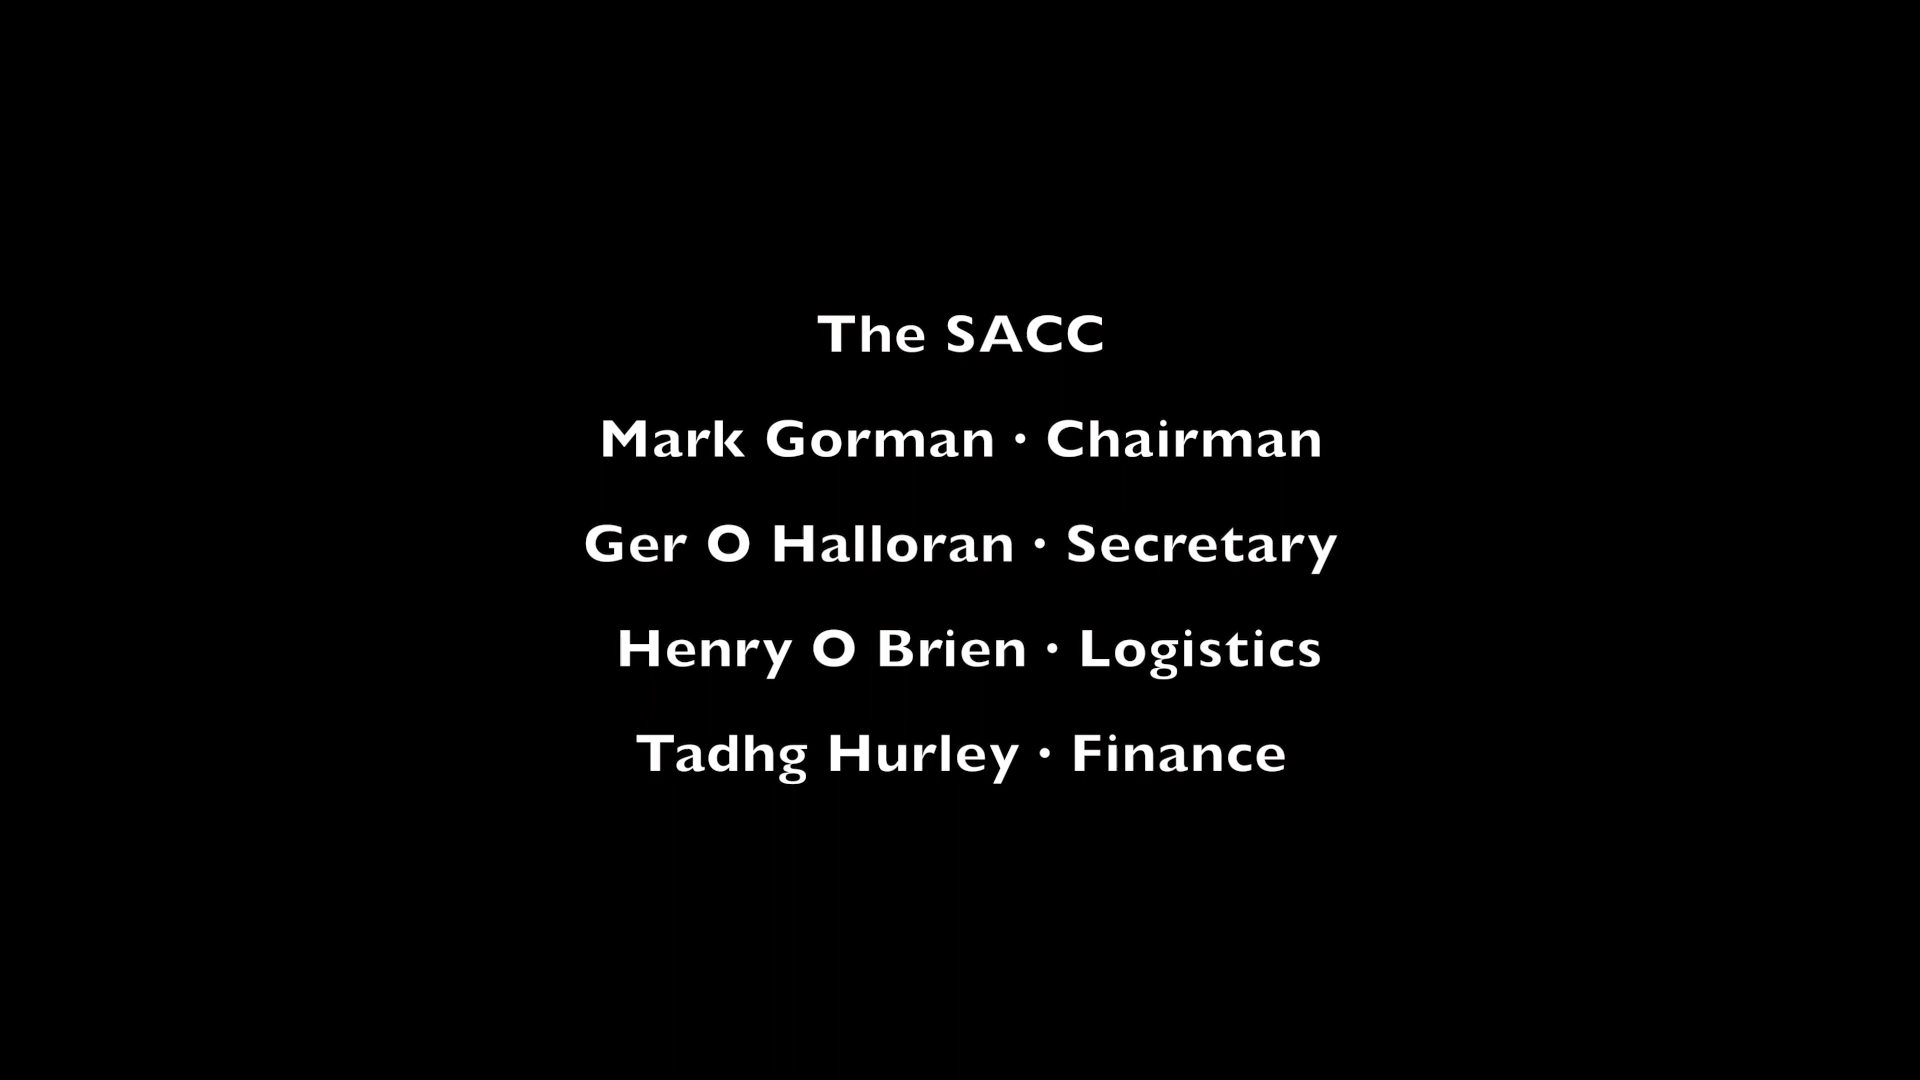 The SACC
Mark Gorman · Chairman
Ger O Halloran · Secretary
Henry O Brien · Logistics
Tadhg Hurley · Finance